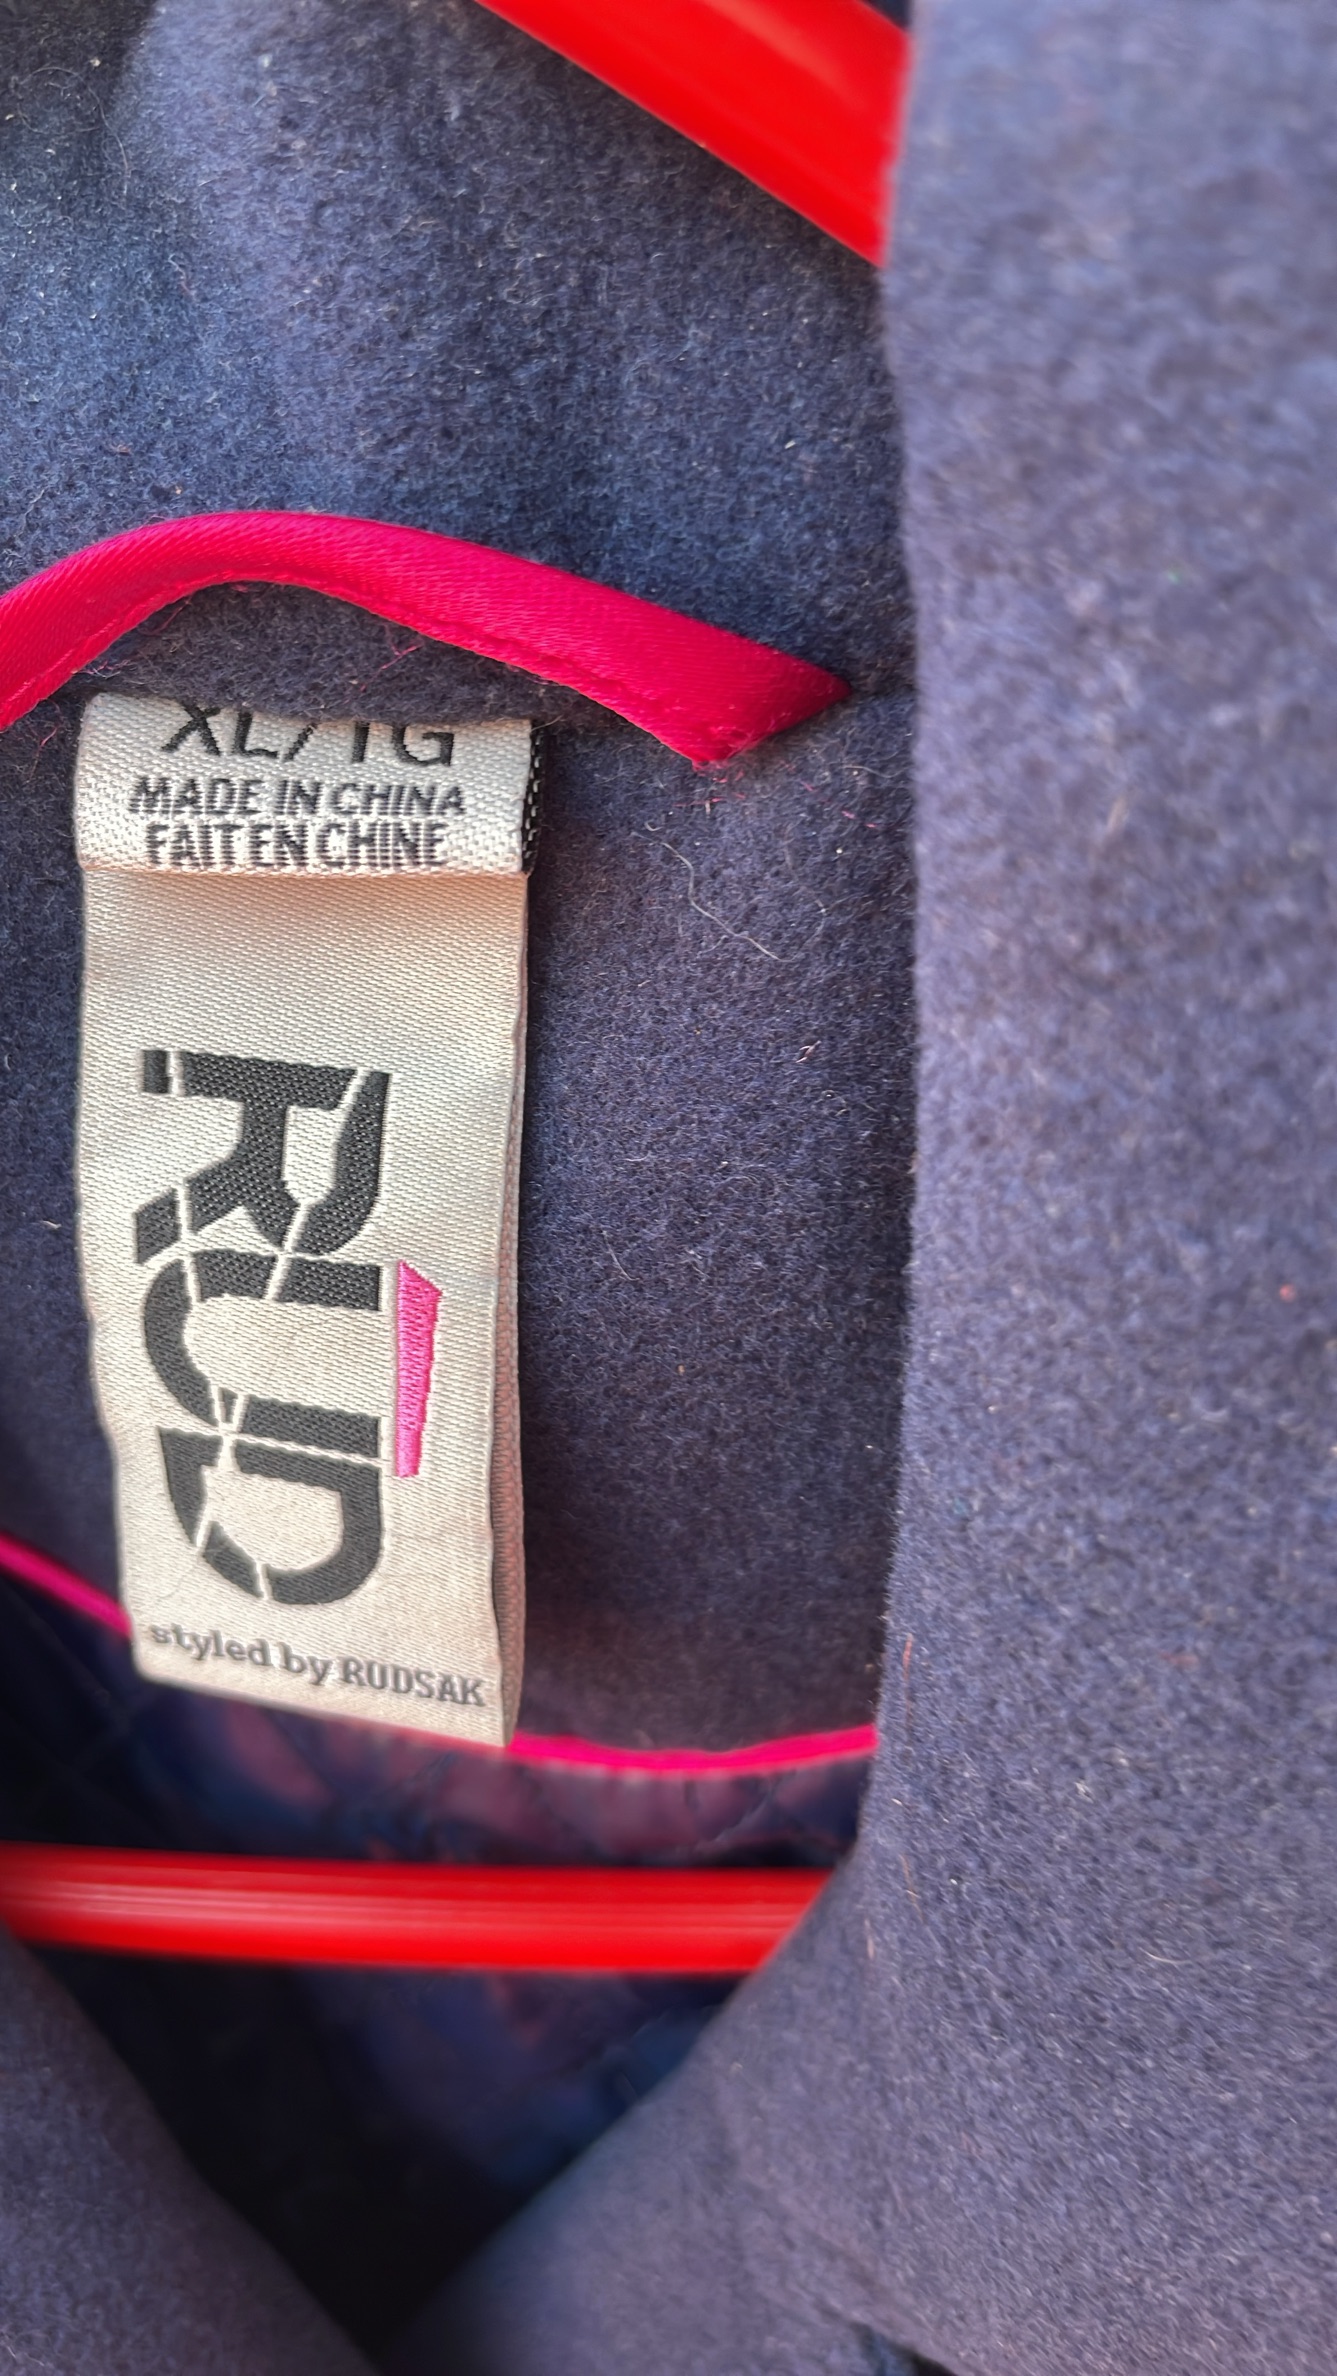 XL/TG
MADE IN CHINA
FAIT EN CHINE
RUD
styled by RUDSAK